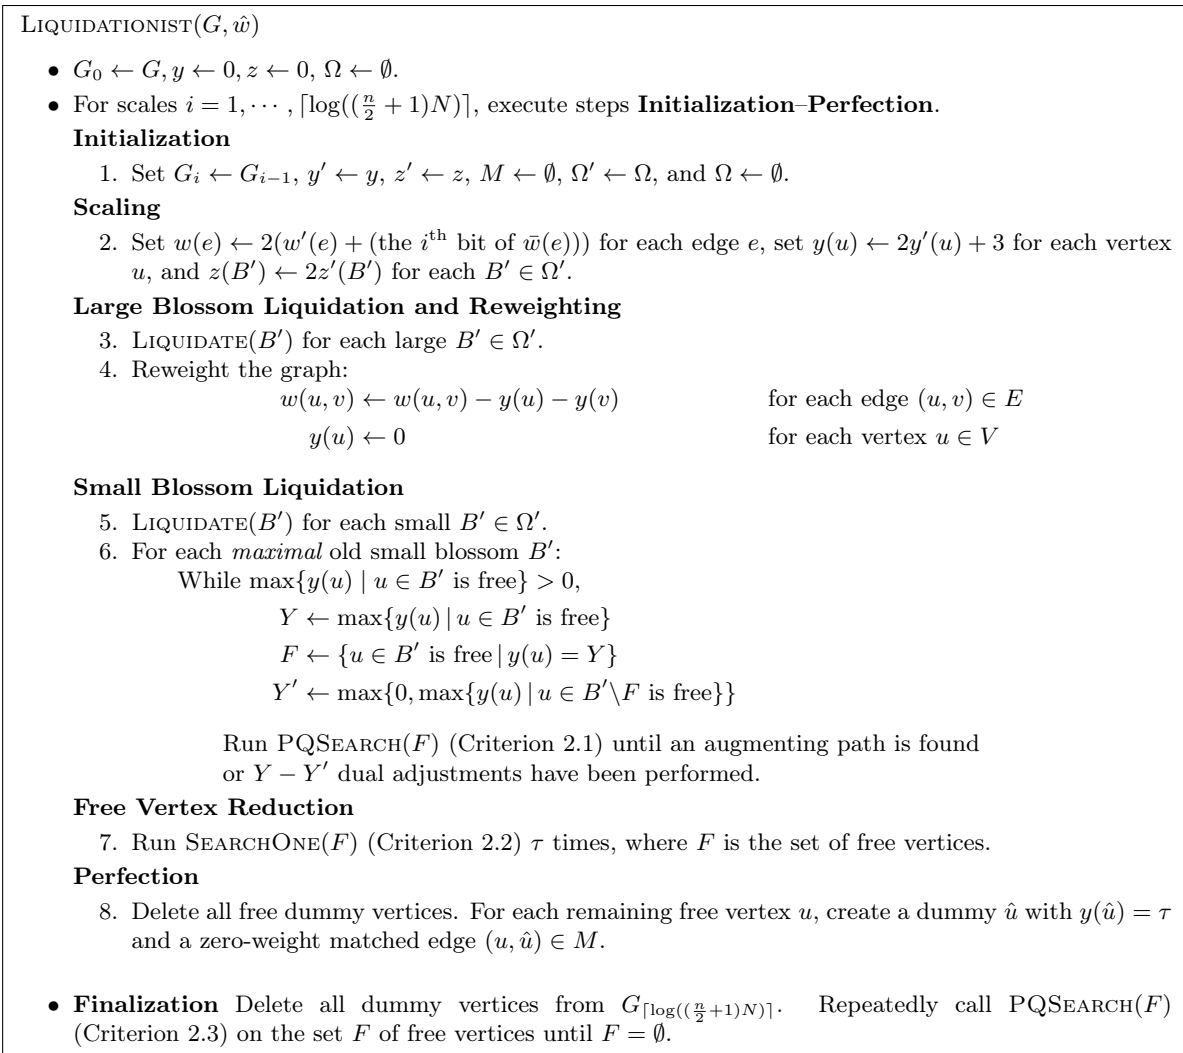 LIQUIDATIONIST(G, ŵ)
• G₀ ← G, y ← 0, z ← 0, Ω ← ∅.
• For scales i = 1, ⋯ , ⌈log((n/2 + 1)N)⌉, execute steps Initialization–Perfection.
Initialization
1. Set Gᵢ ← Gᵢ₋₁, y′ ← y, z′ ← z, M ← ∅, Ω′ ← Ω, and Ω ← ∅.
Scaling
2. Set w(e) ← 2(w′(e) + (the iᵗʰ bit of w̄(e))) for each edge e, set y(u) ← 2y′(u) + 3 for each vertex
u, and z(B′) ← 2z′(B′) for each B′ ∈ Ω′.
Large Blossom Liquidation and Reweighting
3. LIQUIDATE(B′) for each large B′ ∈ Ω′.
4. Reweight the graph:
w(u, v) ← w(u, v) − y(u) − y(v) for each edge (u, v) ∈ E
y(u) ← 0 for each vertex u ∈ V
Small Blossom Liquidation
5. LIQUIDATE(B′) for each small B′ ∈ Ω′.
6. For each maximal old small blossom B′:
While max{y(u) | u ∈ B′ is free} > 0,
Y ← max{y(u) | u ∈ B′ is free}
F ← {u ∈ B′ is free | y(u) = Y}
Y′ ← max{0, max{y(u) | u ∈ B′\F is free}}
Run PQSEARCH(F) (Criterion 2.1) until an augmenting path is found
or Y − Y′ dual adjustments have been performed.
Free Vertex Reduction
7. Run SEARCHONE(F) (Criterion 2.2) τ times, where F is the set of free vertices.
Perfection
8. Delete all free dummy vertices. For each remaining free vertex u, create a dummy û with y(û) = τ
and a zero-weight matched edge (u, û) ∈ M.
• Finalization Delete all dummy vertices from G_⌈log((n/2 + 1)N)⌉. Repeatedly call PQSEARCH(F)
(Criterion 2.3) on the set F of free vertices until F = ∅.